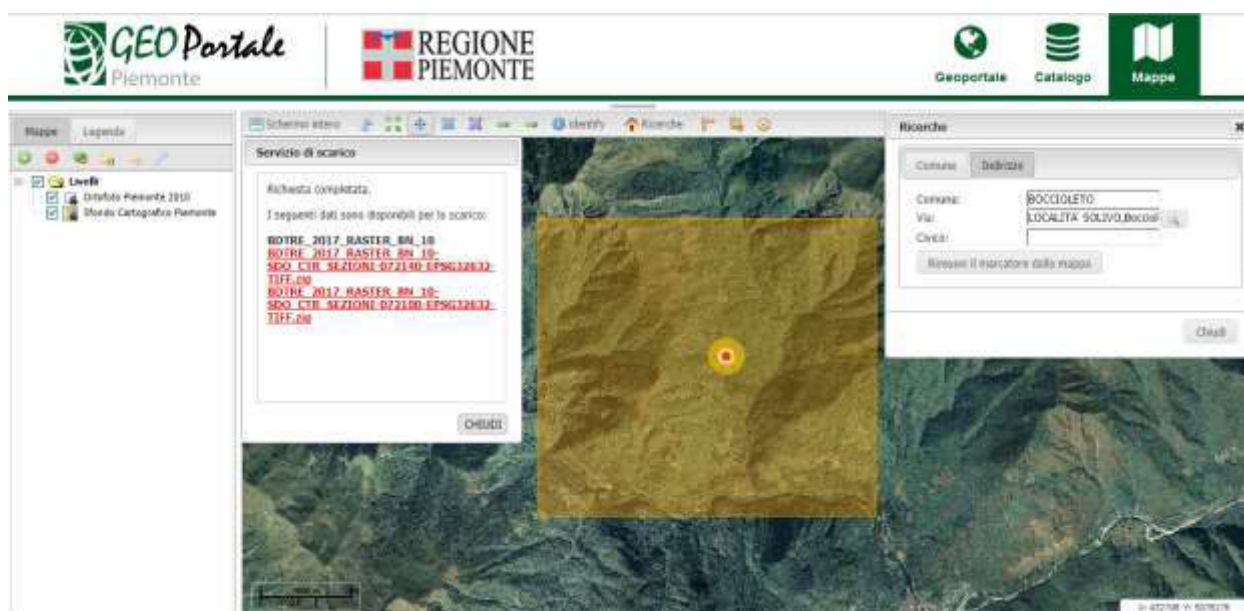 GEOPortale
Piemonte
REGIONE
PIEMONTE
Geoportale
Catalogo
Mappe
Mappe
Legenda
Schermo intero
Identify
Ricerche
Livelli
Ortofoto Piemonte 2010
Sfondo Cartografico Piemonte
Servizio di scarico
Richiesta completata.
I seguenti dati sono disponibili per lo scarico:
BDTRE_2017_RASTER_BN_10
BDTRE_2017_RASTER_BN_10-
SDO_CTR_SEZIONI-072140-EPSG32632-
TIFF.zip
BDTRE_2017_RASTER_BN_10-
SDO_CTR_SEZIONI-072100-EPSG32632-
TIFF.zip
CHIUDI
Ricerche
Comune
Indirizzo
Comune:
BOCCIOLETO
Via:
LOCALITA' SOLIVO,Bocciol
Civico:
Rimuovi il marcatore dalla mappa
Chiudi